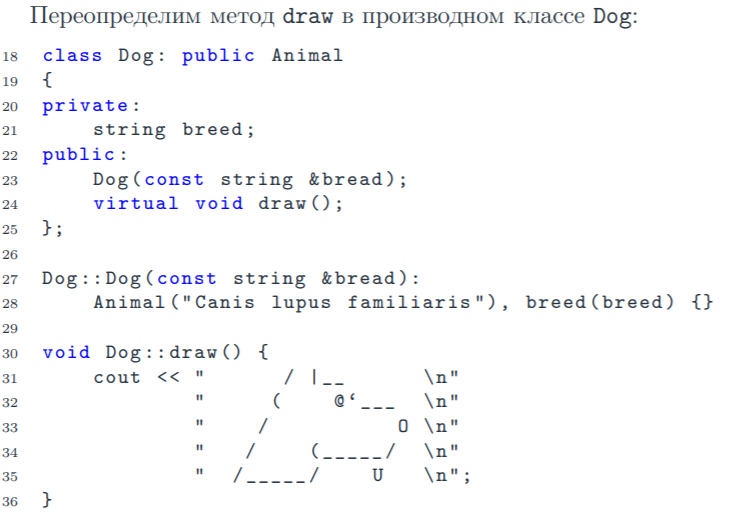 Переопределим метод draw в производном классе Dog:
18 class Dog: public Animal
19 {
20 private:
21     string breed;
22 public:
23     Dog(const string &bread);
24     virtual void draw();
25 };
26
27 Dog::Dog(const string &bread):
28     Animal("Canis lupus familiaris"), breed(breed) {}
29
30 void Dog::draw() {
31     cout << "      / |__      \n"
32             "     (    @‘___  \n"
33             "    /          O \n"
34             "   /    (_____/  \n"
35             "  /_____/    U   \n";
36 }